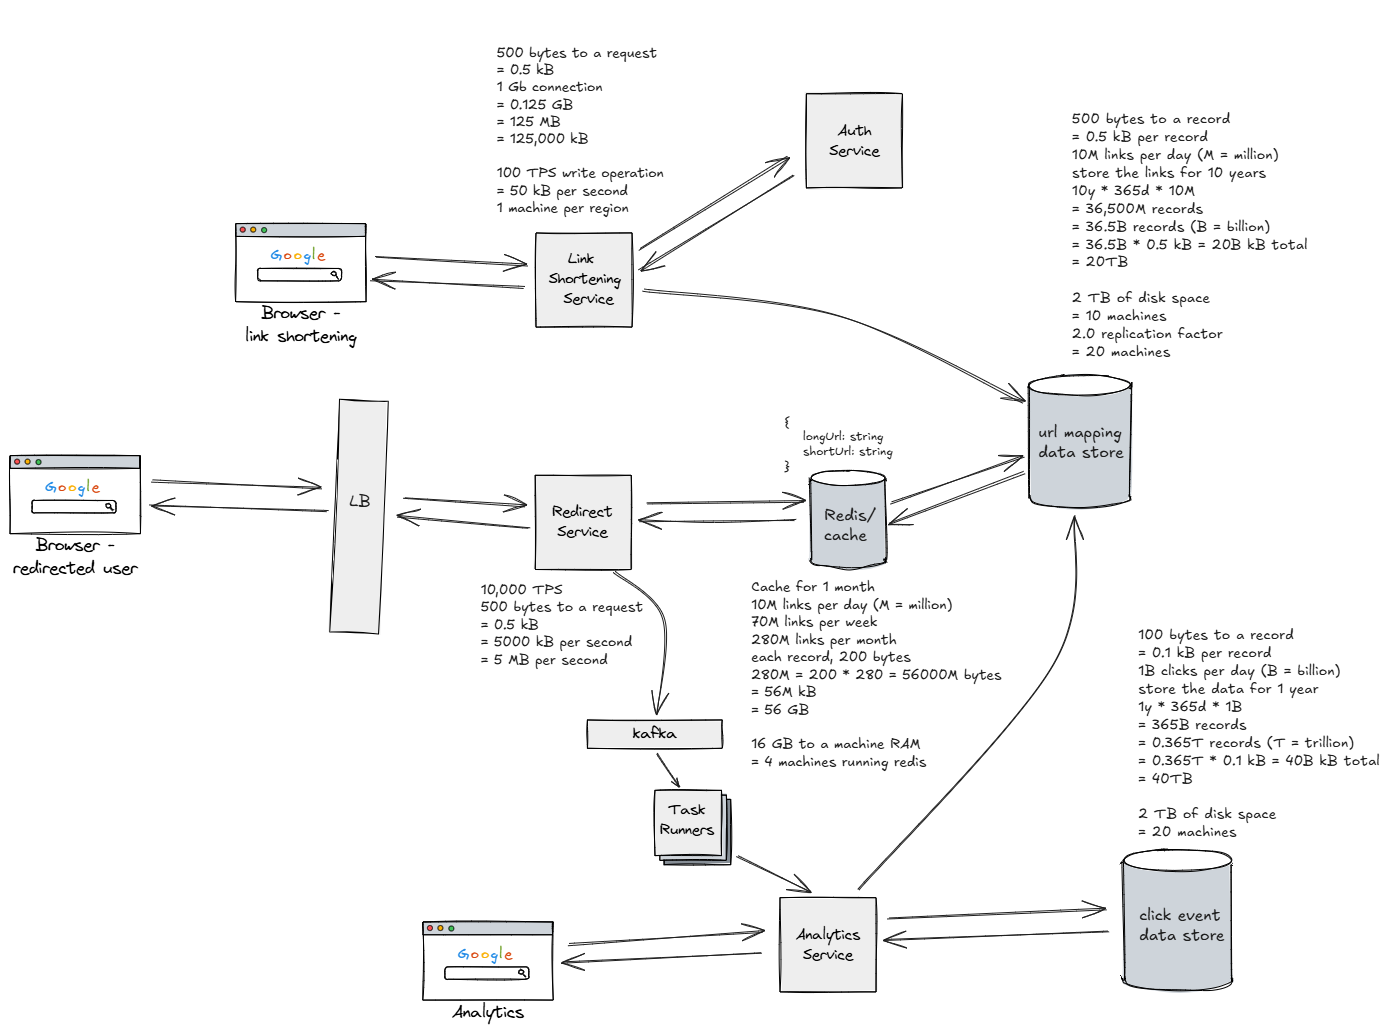 500 bytes to a request
= 0.5 kB
1 Gb connection
= 0.125 GB
= 125 MB
= 125,000 kB
100 TPS write operation
= 50 kB per second
1 machine per region
Auth
Service
500 bytes to a record
= 0.5 kB per record
10M links per day (M = million)
store the links for 10 years
10y * 365d * 10M
= 36,500M records
= 36.5B records (B = billion)
= 36.5B * 0.5 kB = 20B kB total
= 20TB
2 TB of disk space
= 10 machines
2.0 replication factor
= 20 machines
Google
Browser -
link shortening
Link
Shortening
Service
url mapping
data store
{
longUrl: string
shortUrl: string
}
Google
Browser -
redirected user
LB
Redirect
Service
Redis/
cache
10,000 TPS
500 bytes to a request
= 0.5 kB
= 5000 kB per second
= 5 MB per second
Cache for 1 month
10M links per day (M = million)
70M links per week
280M links per month
each record, 200 bytes
280M = 200 * 280 = 56000M bytes
= 56M kB
= 56 GB
16 GB to a machine RAM
= 4 machines running redis
kafka
Task
Runners
100 bytes to a record
= 0.1 kB per record
1B clicks per day (B = billion)
store the data for 1 year
1y * 365d * 1B
= 365B records
= 0.365T records (T = trillion)
= 0.365T * 0.1 kB = 40B kB total
= 40TB
2 TB of disk space
= 20 machines
Google
Analytics
Analytics
Service
click event
data store